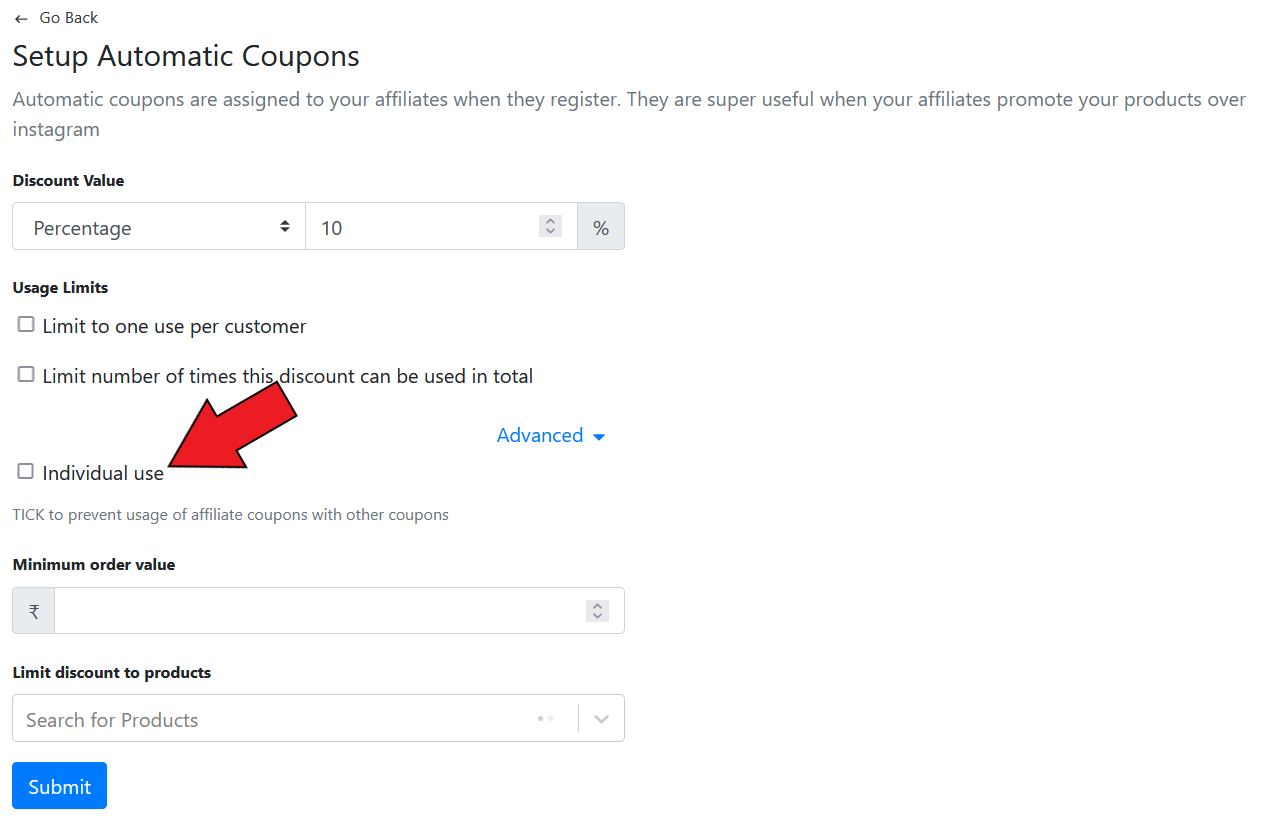 ← Go Back
Setup Automatic Coupons
Automatic coupons are assigned to your affiliates when they register. They are super useful when your affiliates promote your products over
instagram
Discount Value
Percentage 10 %
Usage Limits
Limit to one use per customer
Limit number of times this discount can be used in total
Advanced
Individual use
TICK to prevent usage of affiliate coupons with other coupons
Minimum order value
₹
Limit discount to products
Search for Products
Submit